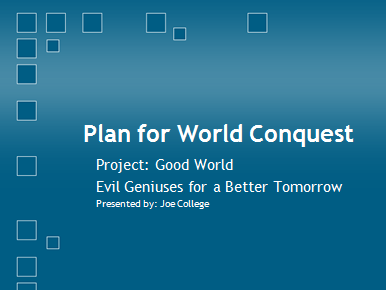 Plan for World Conquest
Project: Good World
Evil Geniuses for a Better Tomorrow
Presented by: Joe College